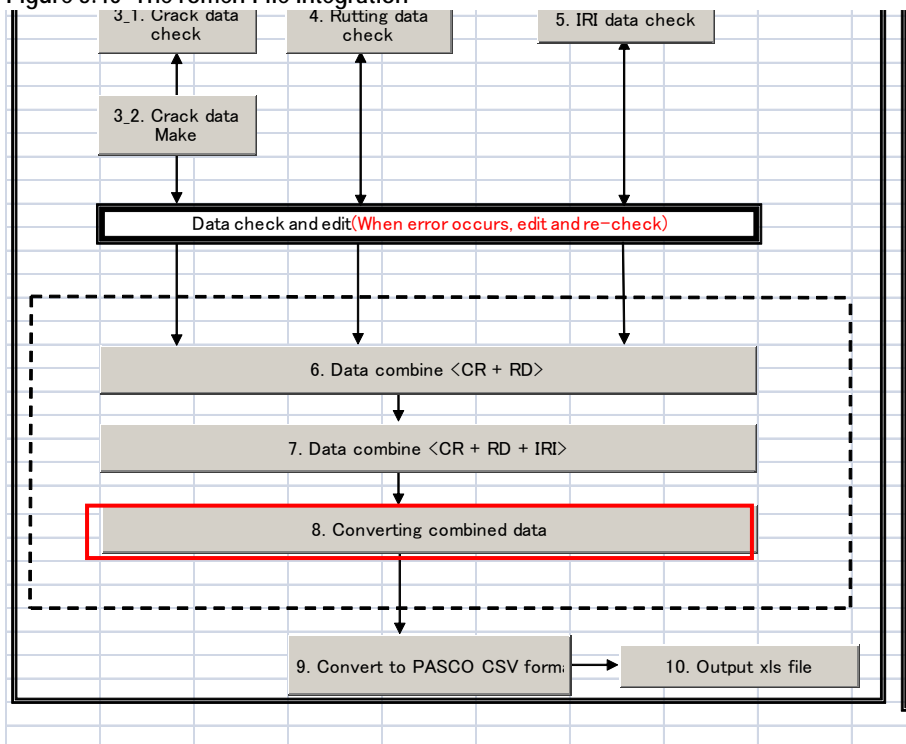 3_1. Crack data
check
4. Rutting data
check
5. IRI data check
3_2. Crack data
Make
Data check and edit(When error occurs, edit and re-check)
6. Data combine <CR + RD>
7. Data combine <CR + RD + IRI>
8. Converting combined data
9. Convert to PASCO CSV form
10. Output xls file